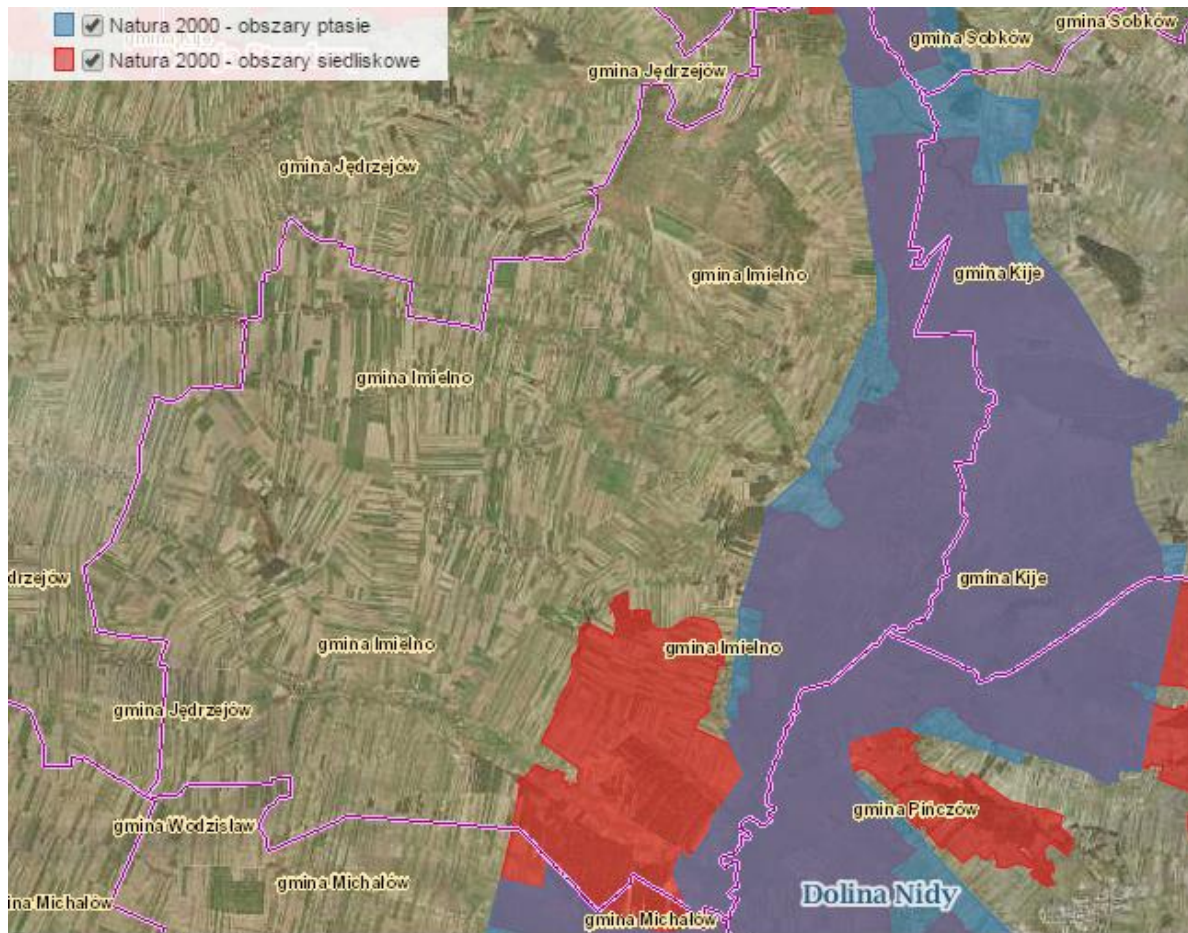 Natura 2000 - obszary ptasie
Natura 2000 - obszary siedliskowe
gmina Sobków
gmina Sobków
gmina Jędrzejów
gmina Jędrzejów
gmina Imielno
gmina Kije
gmina Imielno
drzejów
gmina Kije
gmina Imielno
gmina Imielno
gmina Jędrzejów
gmina Wodzisław
gmina Pińczów
gmina Michałów
ina Michałów
Dolina Nidy
gmina Michałów